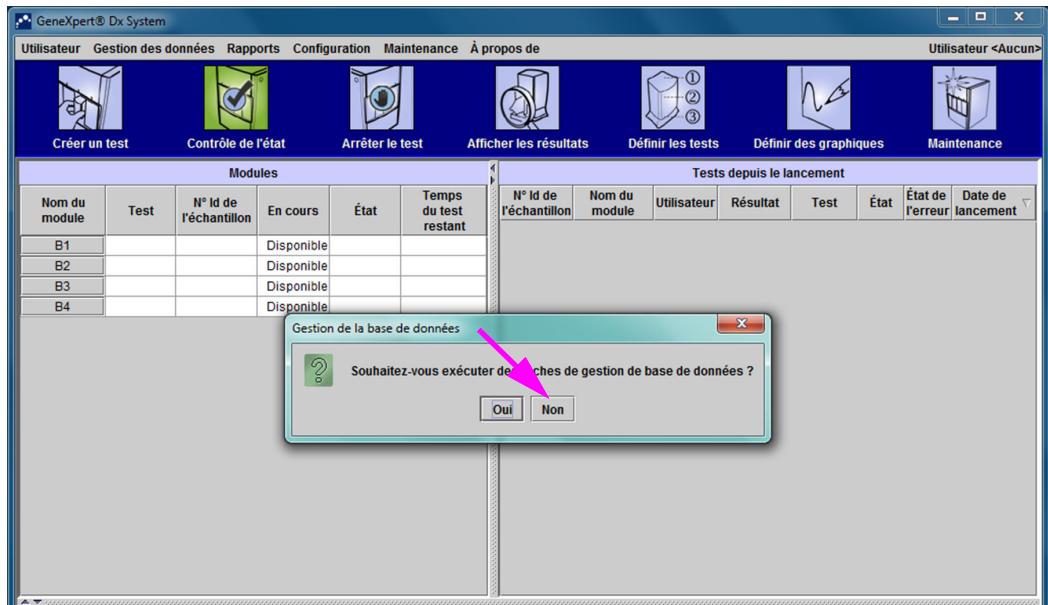 GeneXpert® Dx System
Utilisateur Gestion des données Rapports Configuration Maintenance À propos de Utilisateur <Aucun>
① ② ③
Créer un test Contrôle de l'état Arrêter le test Afficher les résultats Définir les tests Définir des graphiques Maintenance
Modules Tests depuis le lancement
Nom du module Test N° Id de l'échantillon En cours État Temps du test restant N° Id de l'échantillon Nom du module Utilisateur Résultat Test État État de l'erreur Date de lancement
B1 Disponible
B2 Disponible
B3 Disponible
B4 Disponible
Gestion de la base de données
Souhaitez-vous exécuter de gestion de base de données ?
Oui Non